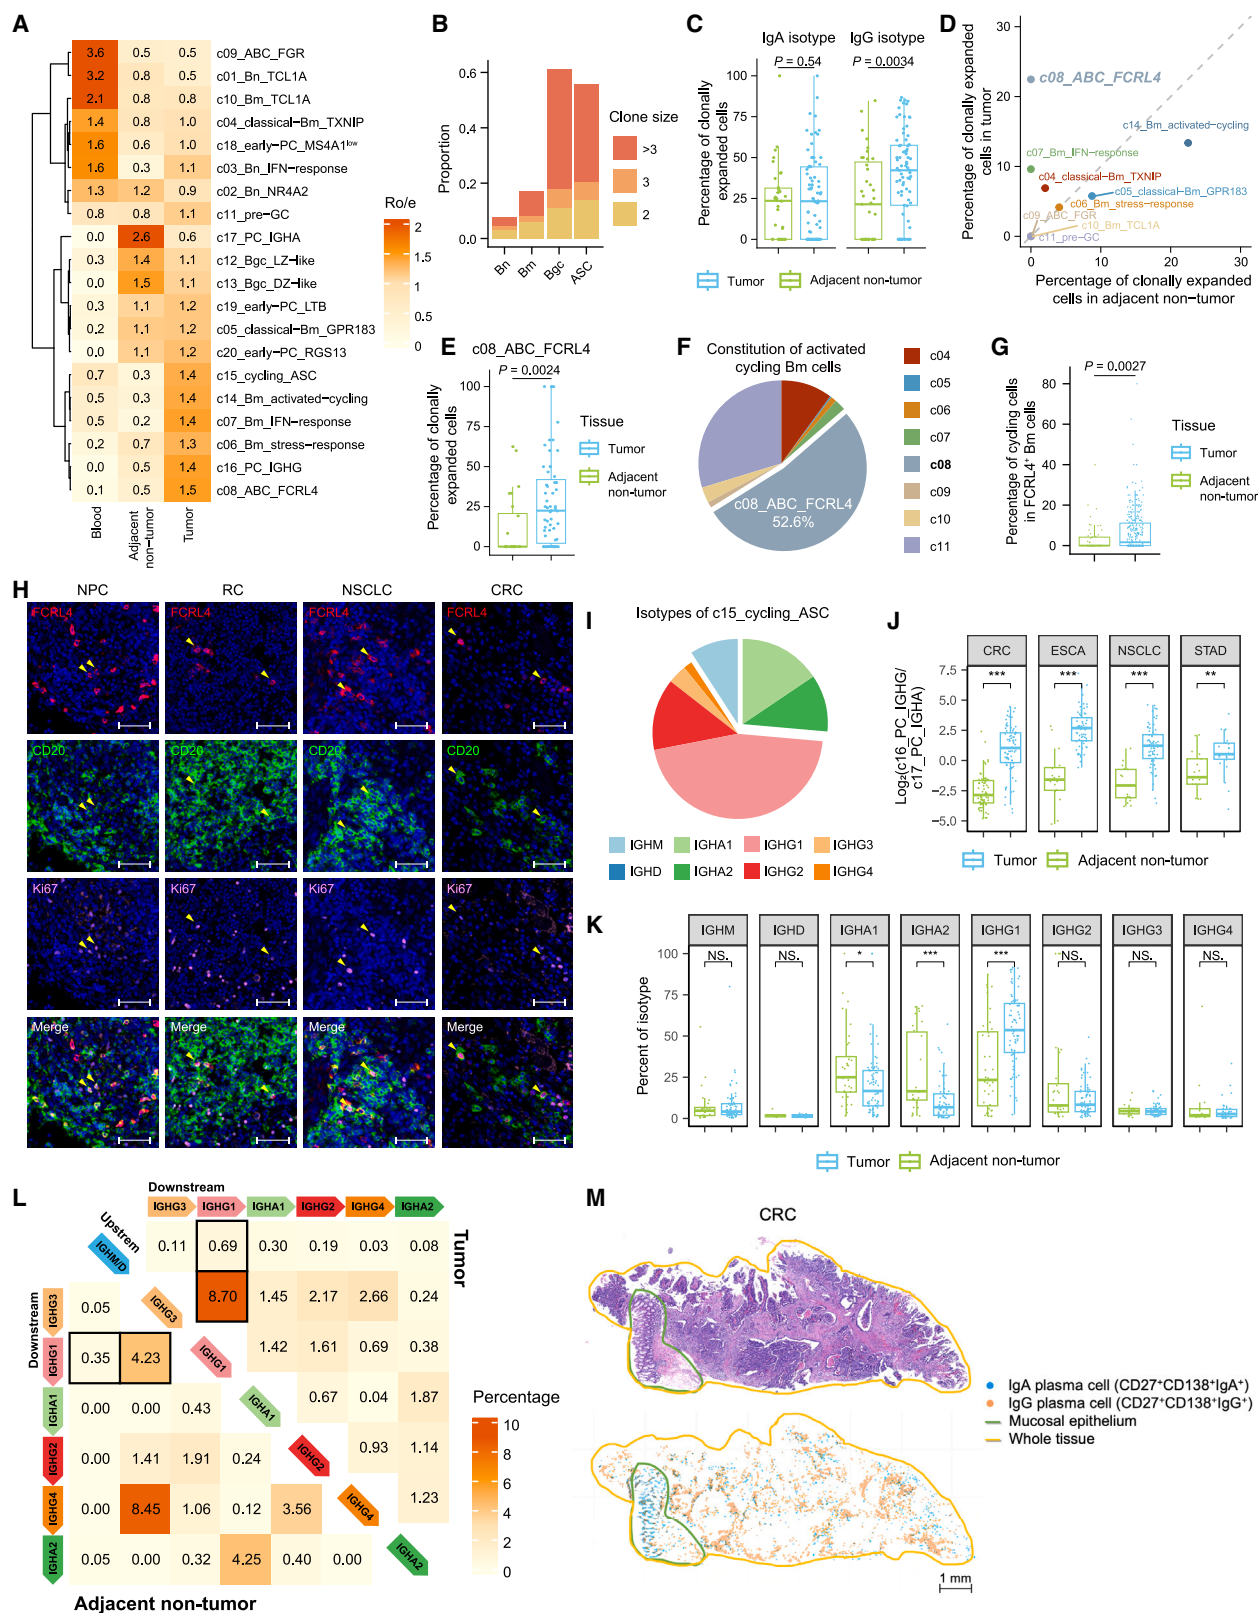 A
3.6 0.5 0.5 c09_ABC_FGR
3.2 0.8 0.5 c01_Bn_TCL1A
2.1 0.8 0.8 c10_Bm_TCL1A
1.4 0.8 1.0 c04_classical−Bm_TXNIP
1.6 0.6 1.0 c18_early−PC_MS4A1low
1.6 0.3 1.1 c03_Bn_IFN−response
1.3 1.2 0.9 c02_Bn_NR4A2
0.8 0.8 1.1 c11_pre−GC
0.0 2.6 0.6 c17_PC_IGHA
0.3 1.4 1.1 c12_Bgc_LZ−like
0.0 1.5 1.1 c13_Bgc_DZ−like
0.3 1.1 1.2 c19_early−PC_LTB
0.2 1.1 1.2 c05_classical−Bm_GPR183
0.0 1.1 1.2 c20_early−PC_RGS13
0.7 0.3 1.4 c15_cycling_ASC
0.5 0.3 1.4 c14_Bm_activated−cycling
0.5 0.2 1.4 c07_Bm_IFN−response
0.2 0.7 1.3 c06_Bm_stress−response
0.0 0.5 1.4 c16_PC_IGHG
0.1 0.5 1.5 c08_ABC_FCRL4
Blood
Adjacent
non−tumor
Tumor
Ro/e
2
1.5
1
0.5
0
B
Proportion
0.6
0.4
0.2
0.0
Bn Bm Bgc ASC
Clone size
>3
3
2
C
IgA isotype IgG isotype
P = 0.54 P = 0.0034
Percentage of clonally
expanded cells
100
75
50
25
0
Tumor Adjacent non−tumor
D
Percentage of clonally expanded
cells in tumor
30
20
10
0
c08_ABC_FCRL4
c14_Bm_activated−cycling
c07_Bm_IFN−response
c04_classical−Bm_TXNIP
c05_classical−Bm_GPR183
c06_Bm_stress−response
c09_ABC_FGR
c10_Bm_TCL1A
c11_pre−GC
0 10 20 30
Percentage of clonally expanded
cells in adjacent non−tumor
E
c08_ABC_FCRL4
P = 0.0024
Percentage of clonally
expanded cells
100
75
50
25
0
Tissue
Tumor
Adjacent
non−tumor
F
Constitution of activated
cycling Bm cells
c08_ABC_FCRL4
52.6%
c04
c05
c06
c07
c08
c09
c10
c11
G
P = 0.0027
Percentage of cycling cells
in FCRL4+ Bm cells
80
60
40
20
0
Tissue
Tumor
Adjacent
non−tumor
H
NPC RC NSCLC CRC
FCRL4 FCRL4 FCRL4 FCRL4
CD20 CD20 CD20 CD20
Ki67 Ki67 Ki67 Ki67
Merge Merge Merge Merge
I
Isotypes of c15_cycling_ASC
IGHM IGHA1 IGHG1 IGHG3
IGHD IGHA2 IGHG2 IGHG4
J
CRC ESCA NSCLC STAD
*** *** *** **
Log₂(c16_PC_IGHG/
c17_PC_IGHA)
7.5
5.0
2.5
0.0
−2.5
−5.0
Tumor Adjacent non−tumor
K
IGHM IGHD IGHA1 IGHA2 IGHG1 IGHG2 IGHG3 IGHG4
NS. NS. * *** *** NS. NS. NS.
Percent of isotype
100
75
50
25
0
Tumor Adjacent non−tumor
L
Downstream
IGHG3 IGHG1 IGHA1 IGHG2 IGHG4 IGHA2
Upstrem
IGHM/D
0.11 0.69 0.30 0.19 0.03 0.08
Tumor
IGHG3
8.70 1.45 2.17 2.66 0.24
IGHG1
1.42 1.61 0.69 0.38
IGHA1
0.67 0.04 1.87
IGHG2
0.93 1.14
IGHG4
1.23
IGHA2
Downstream
IGHG3 0.05
IGHG1 0.35 4.23
IGHA1 0.00 0.00 0.43
IGHG2 0.00 1.41 1.91 0.24
IGHG4 0.00 8.45 1.06 0.12 3.56
IGHA2 0.05 0.00 0.32 4.25 0.40 0.00
Adjacent non−tumor
Percentage
10
8
6
4
2
0
M
CRC
IgA plasma cell (CD27+CD138+IgA+)
IgG plasma cell (CD27+CD138+IgG+)
Mucosal epithelium
Whole tissue
1 mm